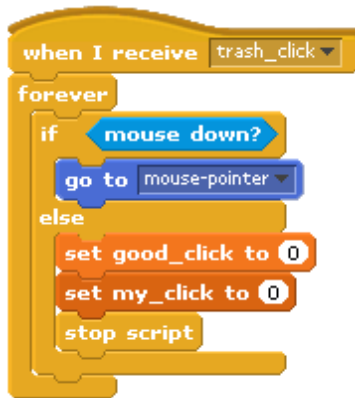 when I receive trash_click
forever
if mouse down?
go to mouse-pointer
else
set good_click to 0
set my_click to 0
stop script